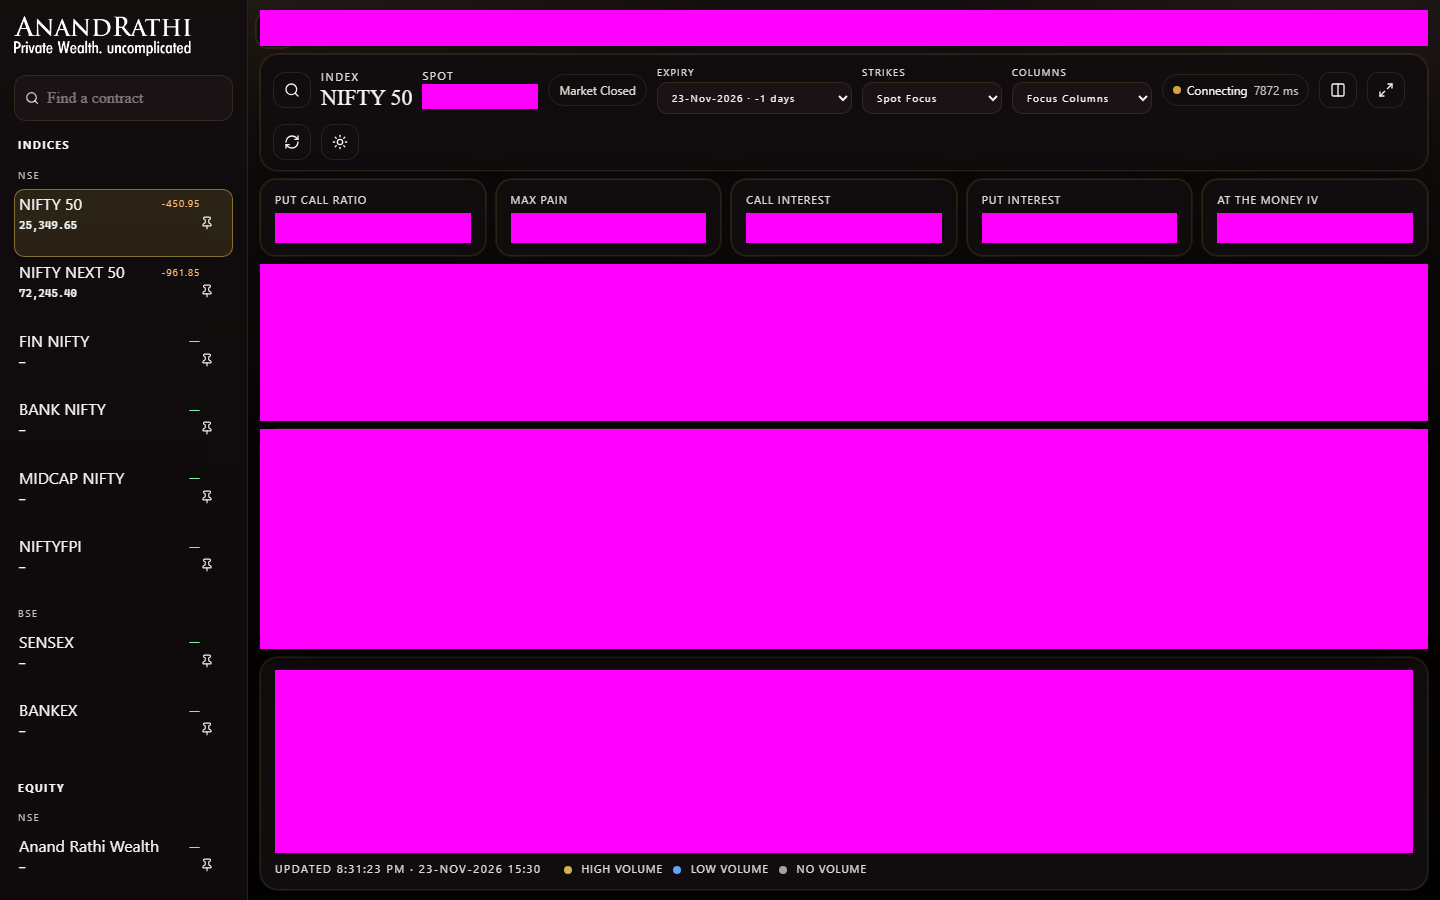 ANANDRATHI
Private Wealth. uncomplicated
Find a contract
INDICES
NSE
NIFTY 50 -450.95
25,349.65
NIFTY NEXT 50 -961.85
72,245.40
FIN NIFTY —
–
BANK NIFTY —
–
MIDCAP NIFTY —
–
NIFTYFPI —
–
BSE
SENSEX —
–
BANKEX —
–
EQUITY
NSE
Anand Rathi Wealth —
–
INDEX
NIFTY 50
SPOT
Market Closed
EXPIRY
23-Nov-2026 · -1 days
STRIKES
Spot Focus
COLUMNS
Focus Columns
Connecting 7872 ms
PUT CALL RATIO
MAX PAIN
CALL INTEREST
PUT INTEREST
AT THE MONEY IV
UPDATED 8:31:23 PM · 23-NOV-2026 15:30
HIGH VOLUME
LOW VOLUME
NO VOLUME